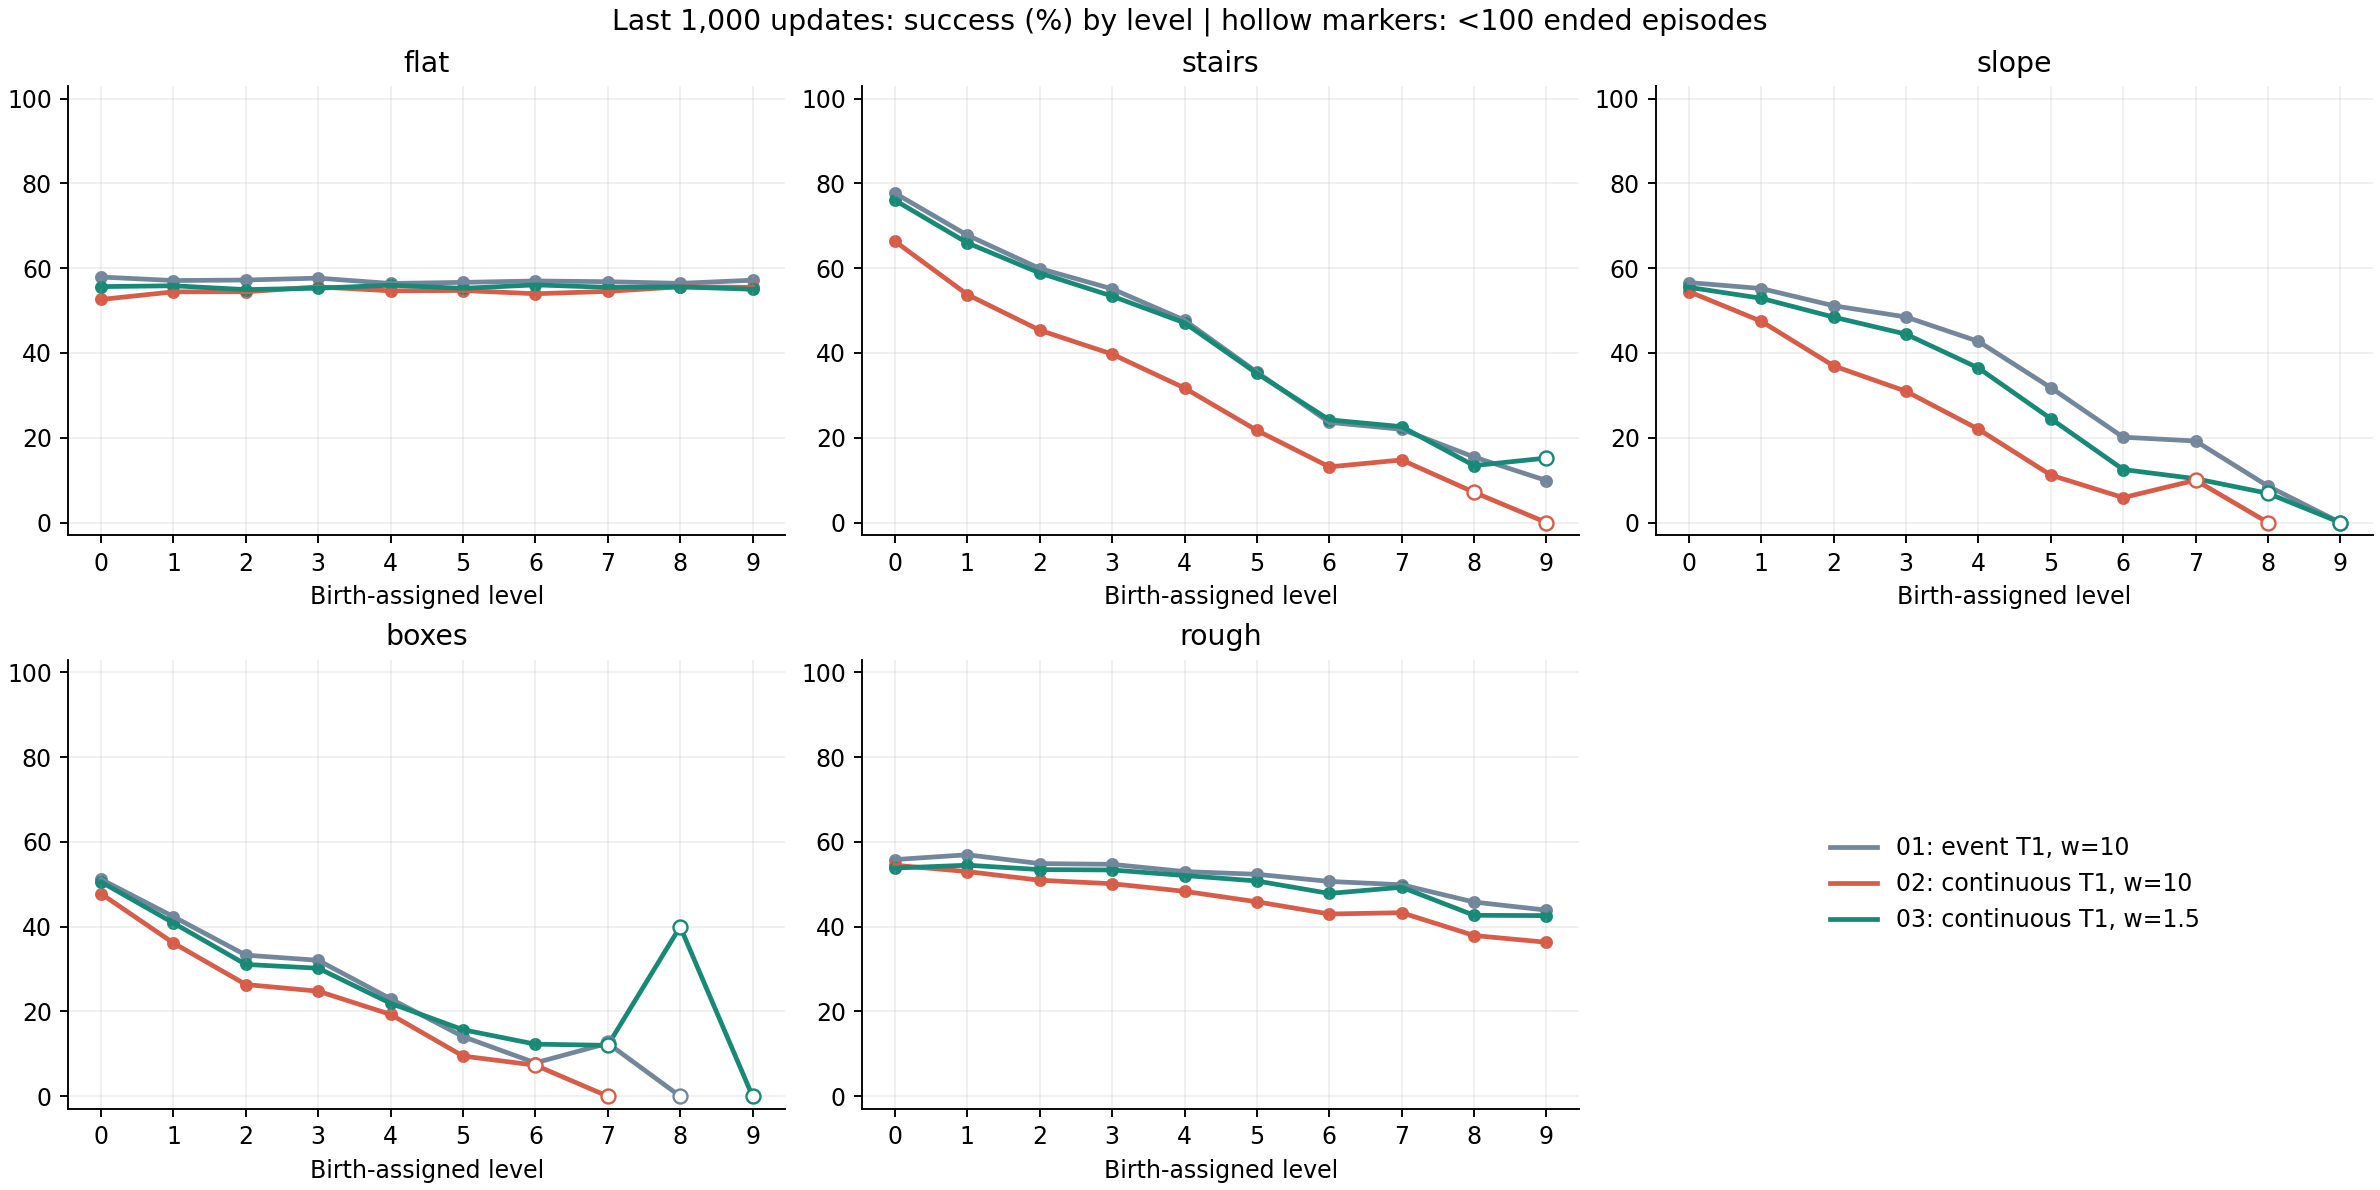 Last 1,000 updates: success (%) by level | hollow markers: <100 ended episodes
flat
stairs
slope
100
80
60
40
20
0
0 1 2 3 4 5 6 7 8 9
Birth-assigned level
100
80
60
40
20
0
0 1 2 3 4 5 6 7 8 9
Birth-assigned level
100
80
60
40
20
0
0 1 2 3 4 5 6 7 8 9
Birth-assigned level
boxes
rough
100
80
60
40
20
0
0 1 2 3 4 5 6 7 8 9
Birth-assigned level
100
80
60
40
20
0
0 1 2 3 4 5 6 7 8 9
Birth-assigned level
01: event T1, w=10
02: continuous T1, w=10
03: continuous T1, w=1.5